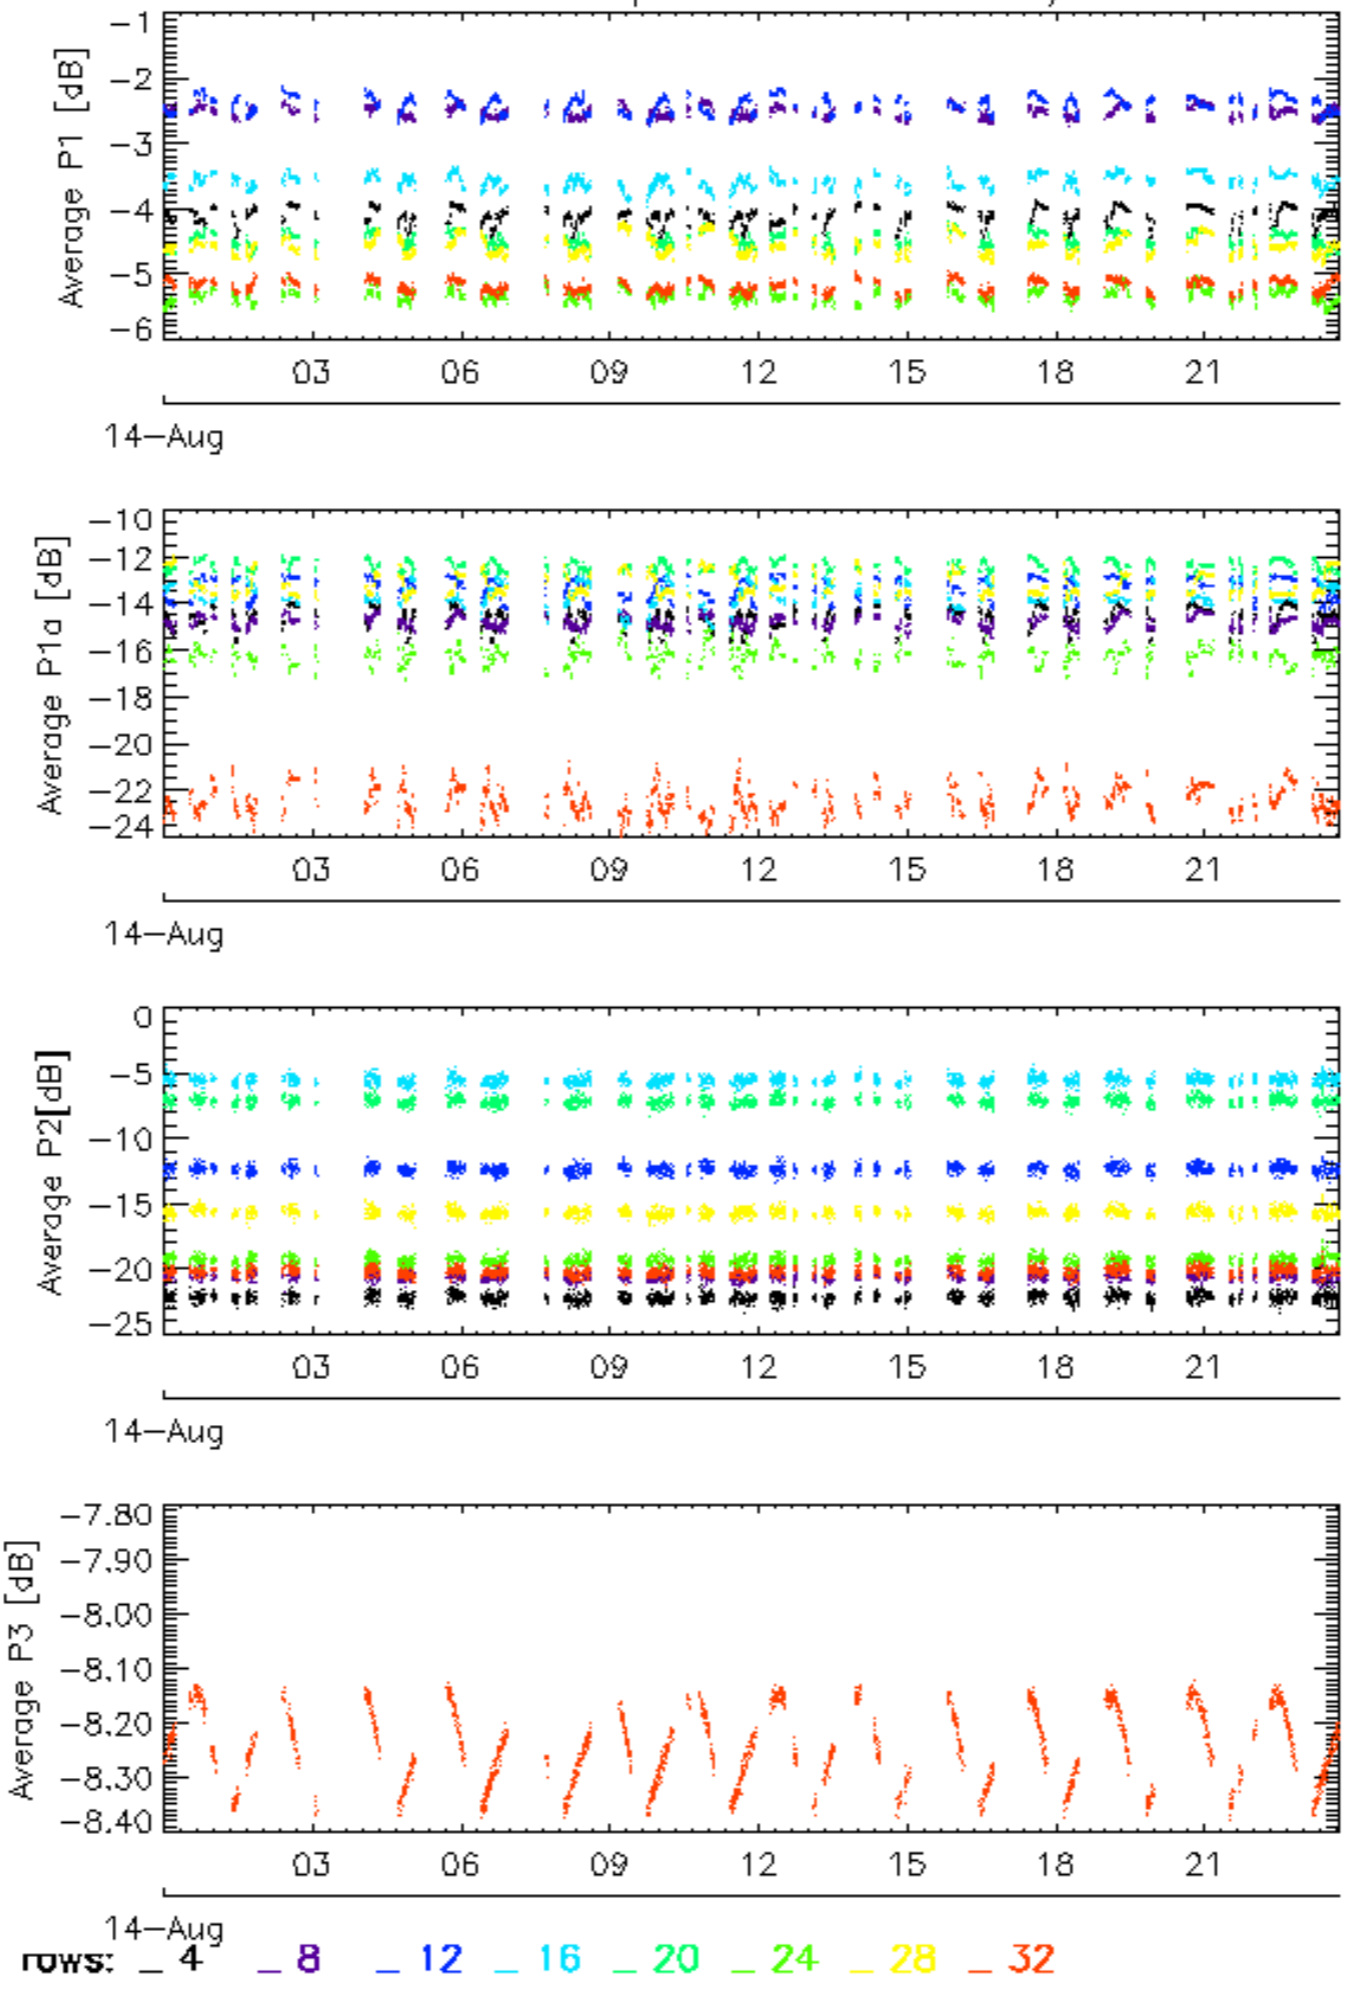 Average P1 [dB]
-1
-2
-3
-4
-5
-6
03 06 09 12 15 18 21
14-Aug
Average P1a [dB]
-10
-12
-14
-16
-18
-20
-22
-24
03 06 09 12 15 18 21
14-Aug
Average P2[dB]
0
-5
-10
-15
-20
-25
03 06 09 12 15 18 21
14-Aug
Average P3 [dB]
-7.80
-7.90
-8.00
-8.10
-8.20
-8.30
-8.40
03 06 09 12 15 18 21
14-Aug
rows: _ 4 _ 8 _ 12 _ 16 _ 20 _ 24 _ 28 _ 32